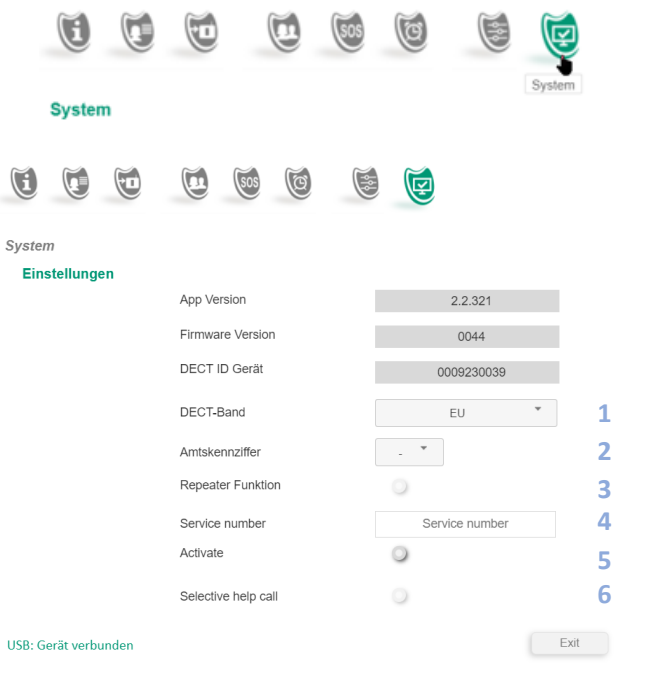 SOS
System
System
SOS
System
Einstellungen
App Version 2.2.321
Firmware Version 0044
DECT ID Gerät 0009230039
DECT-Band EU 1
Amtskennziffer - 2
Repeater Funktion 3
Service number Service number 4
Activate 5
Selective help call 6
USB: Gerät verbunden Exit